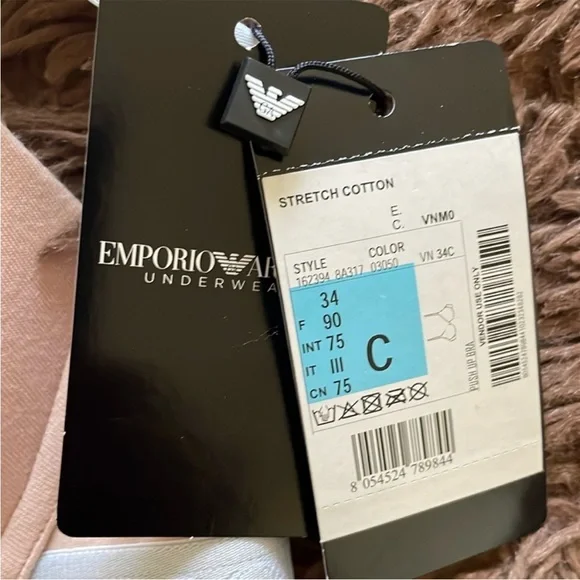 EMPORIO AR
UNDERWEA
STRETCH COTTON
E.
C. VNM0
STYLE COLOR
162394 8A317 03050 VN 34C
34
F 90
INT 75
IT III
CN 75
C
PUSH UP BRA
VENDOR USE ONLY
8 054524 789844